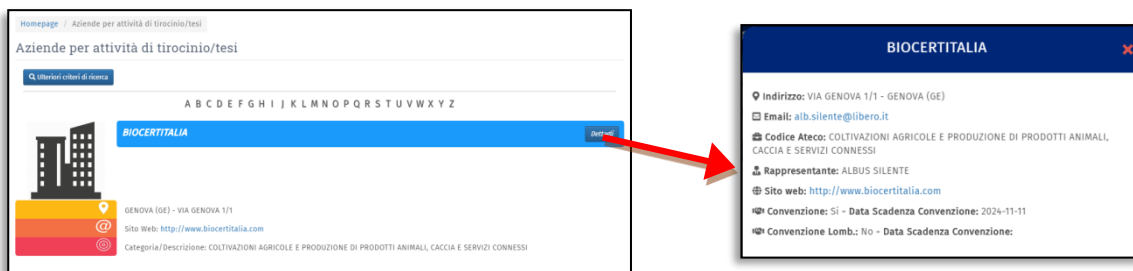 Homepage / Aziende per attività di tirocinio/tesi
Aziende per attività di tirocinio/tesi
Ulteriori criteri di ricerca
A B C D E F G H I J K L M N O P Q R S T U V W X Y Z
BIOCERTITALIA
Dettagli
GENOVA (GE) - VIA GENOVA 1/1
Sito Web: http://www.biocertitalia.com
Categoria/Descrizione: COLTIVAZIONI AGRICOLE E PRODUZIONE DI PRODOTTI ANIMALI, CACCIA E SERVIZI CONNESSI
BIOCERTITALIA
Indirizzo: VIA GENOVA 1/1 - GENOVA (GE)
Email: alb.silente@libero.it
Codice Ateco: COLTIVAZIONI AGRICOLE E PRODUZIONE DI PRODOTTI ANIMALI,
CACCIA E SERVIZI CONNESSI
Rappresentante: ALBUS SILENTE
Sito web: http://www.biocertitalia.com
Convenzione: Si - Data Scadenza Convenzione: 2024-11-11
Convenzione Lomb.: No - Data Scadenza Convenzione: